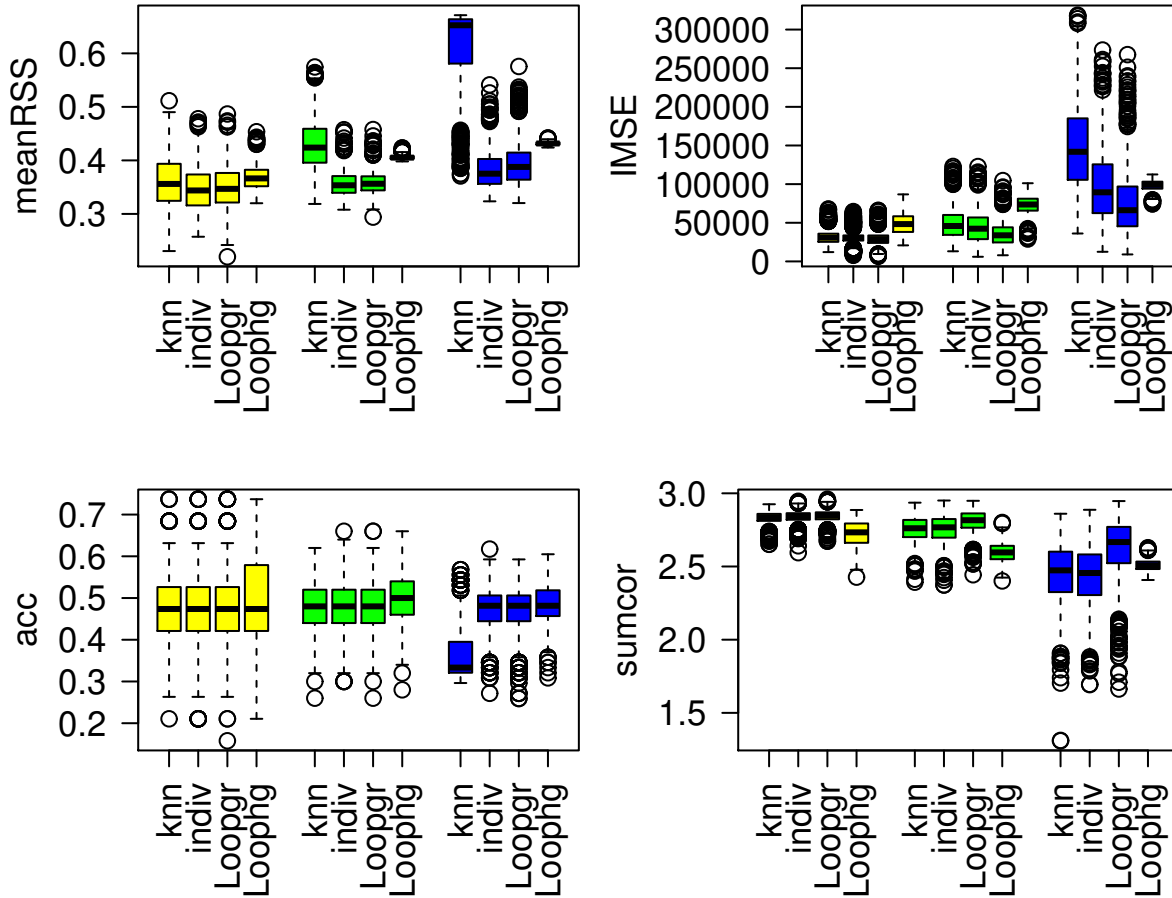 meanRSS
0.6
0.5
0.4
0.3
knn
indiv
Loopgr
Loophg
knn
indiv
Loopgr
Loophg
knn
indiv
Loopgr
Loophg
IMSE
300000
250000
200000
150000
100000
50000
0
knn
indiv
Loopgr
Loophg
knn
indiv
Loopgr
Loophg
knn
indiv
Loopgr
Loophg
acc
0.7
0.6
0.5
0.4
0.3
0.2
knn
indiv
Loopgr
Loophg
knn
indiv
Loopgr
Loophg
knn
indiv
Loopgr
Loophg
sumcor
3.0
2.5
2.0
1.5
knn
indiv
Loopgr
Loophg
knn
indiv
Loopgr
Loophg
knn
indiv
Loopgr
Loophg